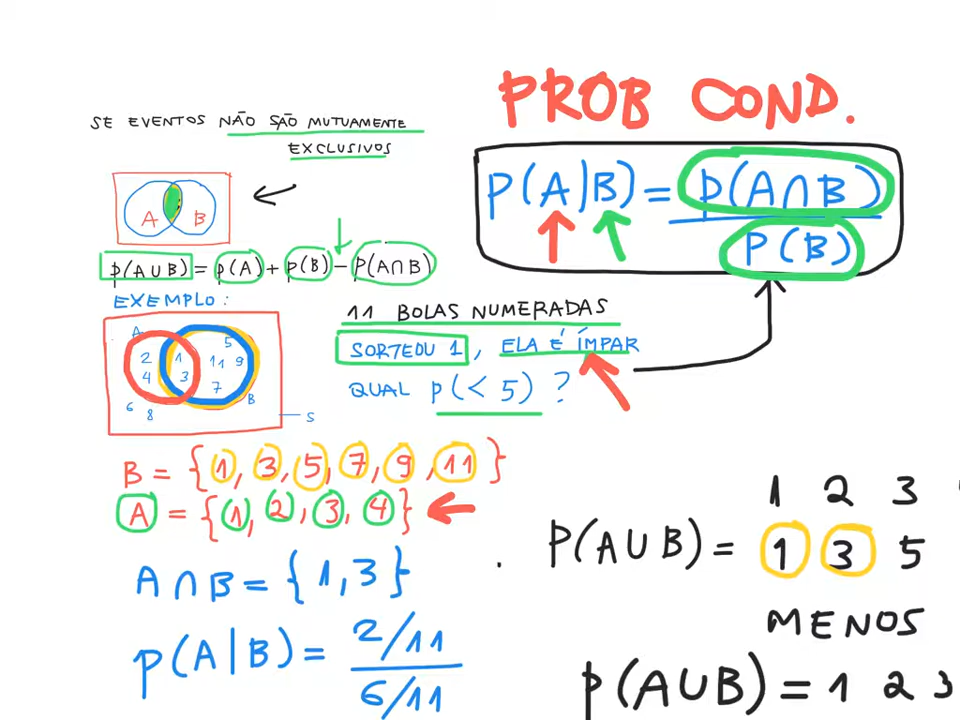 PROB COND.
SE EVENTOS NÃO SÃO MUTUAMENTE
EXCLUSIVOS
A B
P(A|B) = P(A∩B)
P(B)
P(A∪B) = P(A) + P(B) - P(A∩B)
EXEMPLO:
A
2 1 11 5 9
4 3 7
6 8 B
S
11 BOLAS NUMERADAS
SORTEOU 1, ELA É ÍMPAR
QUAL P(< 5) ?
B = {1, 3, 5, 7, 9, 11}
A = {1, 2, 3, 4}
A∩B = {1, 3}
P(A|B) = 2/11
6/11
1 2 3
P(A∪B) = 1 3 5
MENOS
P(A∪B) = 1 2 3